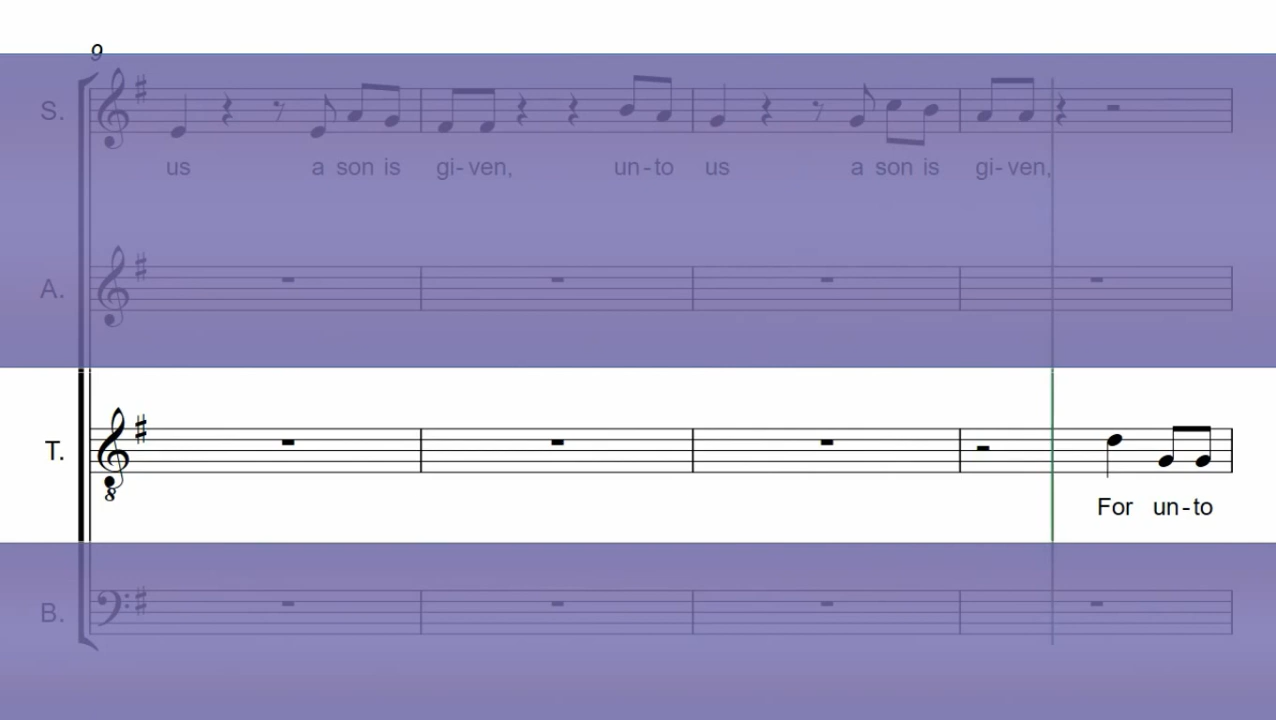 9
S.
us a son is gi-ven, un-to us a son is gi-ven,
A.
T.
8
For un-to
B.